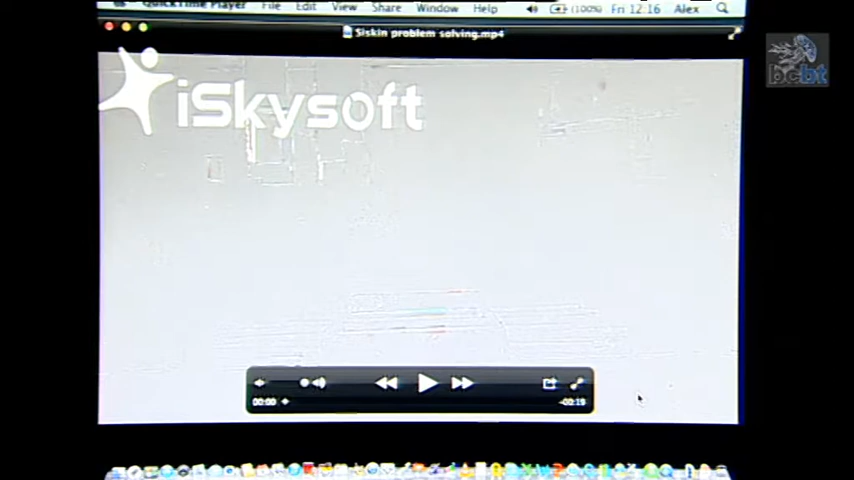 QuickTime Player File Edit View Share Window Help (100%) Fri 12:16 Alex
Siskin problem solving.mp4
bcbt
iSkysoft
00:00 -00:19